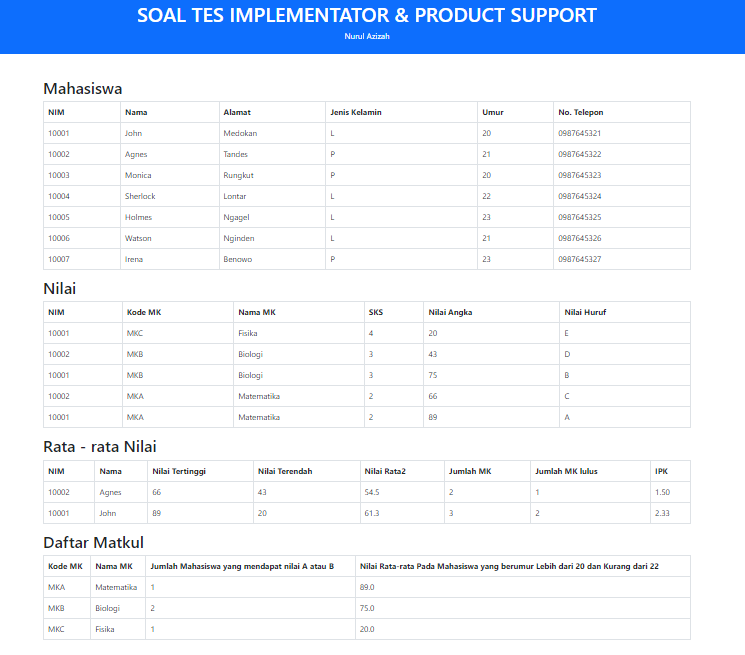 SOAL TES IMPLEMENTATOR & PRODUCT SUPPORT
Nurul Azizah
Mahasiswa
NIM Nama Alamat Jenis Kelamin Umur No. Telepon
10001 John Medokan L 20 0987645321
10002 Agnes Tandes P 21 0987645322
10003 Monica Rungkut P 20 0987645323
10004 Sherlock Lontar L 22 0987645324
10005 Holmes Ngagel L 23 0987645325
10006 Watson Nginden L 21 0987645326
10007 Irena Benowo P 23 0987645327
Nilai
NIM Kode MK Nama MK SKS Nilai Angka Nilai Huruf
10001 MKC Fisika 4 20 E
10002 MKB Biologi 3 43 D
10001 MKB Biologi 3 75 B
10002 MKA Matematika 2 66 C
10001 MKA Matematika 2 89 A
Rata - rata Nilai
NIM Nama Nilai Tertinggi Nilai Terendah Nilai Rata2 Jumlah MK Jumlah MK lulus IPK
10002 Agnes 66 43 54.5 2 1 1.50
10001 John 89 20 61.3 3 2 2.33
Daftar Matkul
Kode MK Nama MK Jumlah Mahasiswa yang mendapat nilai A atau B Nilai Rata-rata Pada Mahasiswa yang berumur Lebih dari 20 dan Kurang dari 22
MKA Matematika 1 89.0
MKB Biologi 2 75.0
MKC Fisika 1 20.0